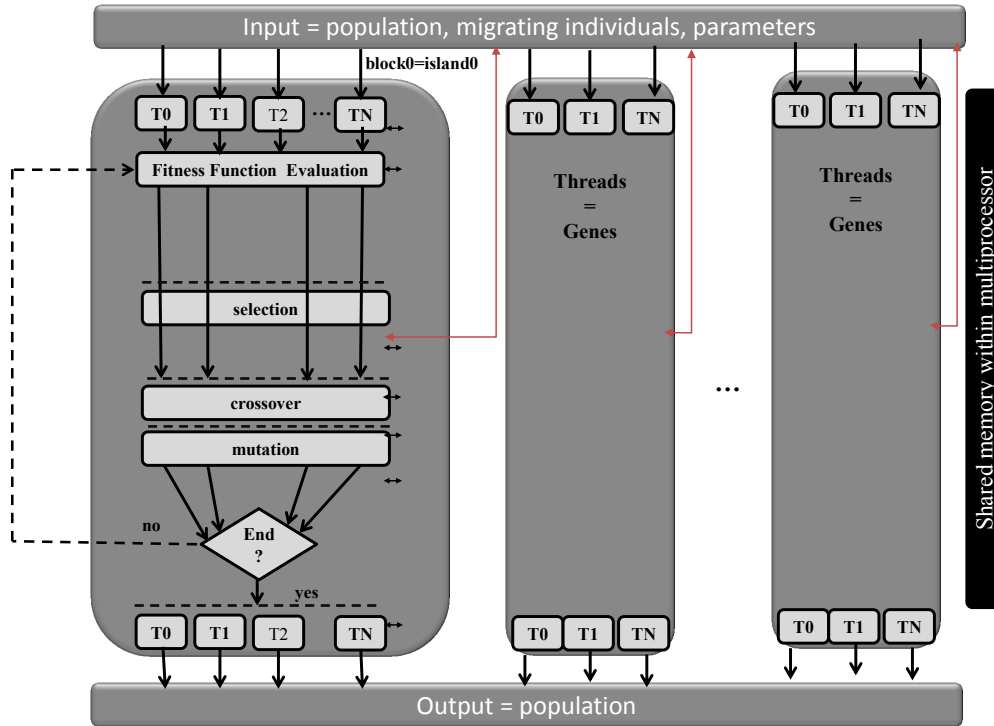 Input = population, migrating individuals, parameters
block0=island0
T0 T1 T2 ... TN
Fitness Function Evaluation
selection
crossover
mutation
End
?
no
yes
T0 T1 T2 TN
T0 T1 TN
Threads
=
Genes
T0 T1 TN
...
T0 T1 TN
Threads
=
Genes
T0 T1 TN
Shared memory within multiprocessor
Output = population